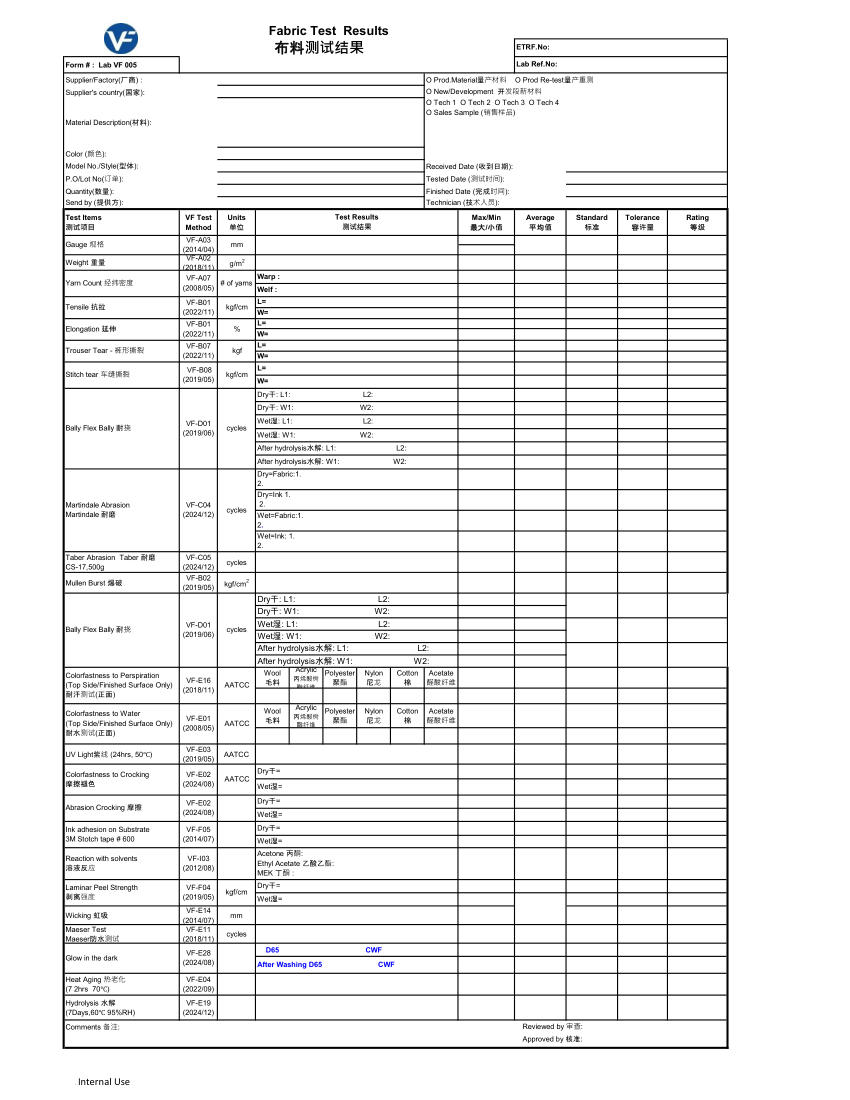 VF
Fabric Test Results
布料测试结果
ETRF.No:
Form # : Lab VF 005
Lab Ref.No:
Supplier/Factory(厂商) :
O Prod.Material量产材料 O Prod Re-test量产重测
Supplier's country(国家):
O New/Development 开发段新材料
O Tech 1 O Tech 2 O Tech 3 O Tech 4
O Sales Sample (销售样品)
Material Description(材料):
Color (颜色):
Model No./Style(型体):
Received Date (收到日期):
P.O/Lot No(订单):
Tested Date (测试时间):
Quantity(数量):
Finished Date (完成时间):
Send by (提供方):
Technician (技术人员):
Test Items VF Test Units Test Results Max/Min Average Standard Tolerance Rating
测试项目 Method 单位 测试结果 最大/小值 平均值 标准 容许量 等级
Gauge 规格 VF-A03 (2014/04) mm
Weight 重量 VF-A02 (2018/11) g/m2
Yarn Count 经纬密度 VF-A07 (2008/05) # of yarns
Warp :
Welf :
Tensile 抗拉 VF-B01 (2022/11) kgf/cm
L=
W=
Elongation 延伸 VF-B01 (2022/11) %
L=
W=
Trouser Tear - 裤形撕裂 VF-B07 (2022/11) kgf
L=
W=
Stitch tear 车缝撕裂 VF-B08 (2019/05) kgf/cm
L=
W=
Bally Flex Bally 耐挠 VF-D01 (2019/06) cycles
Dry干: L1: L2:
Dry干: W1: W2:
Wet湿: L1: L2:
Wet湿: W1: W2:
After hydrolysis水解: L1: L2:
After hydrolysis水解: W1: W2:
Martindale Abrasion
Martindale 耐磨
VF-C04 (2024/12) cycles
Dry=Fabric:1.
2.
Dry=Ink 1.
2.
Wet=Fabric:1.
2.
Wet=Ink: 1.
2.
Taber Abrasion Taber 耐磨
CS-17,500g
VF-C05 (2024/12) cycles
Mullen Burst 爆破 VF-B02 (2019/05) kgf/cm2
Bally Flex Bally 耐挠 VF-D01 (2019/06) cycles
Dry干: L1: L2:
Dry干: W1: W2:
Wet湿: L1: L2:
Wet湿: W1: W2:
After hydrolysis水解: L1: L2:
After hydrolysis水解: W1: W2:
Colorfastness to Perspiration
(Top Side/Finished Surface Only)
耐汗测试(正面)
VF-E16 (2018/11) AATCC
Wool Acrylic Polyester Nylon Cotton Acetate
毛料 丙烯酸树脂纤维 聚酯 尼龙 棉 醛酸纤维
Colorfastness to Water
(Top Side/Finished Surface Only)
耐水测试(正面)
VF-E01 (2008/05) AATCC
Wool Acrylic Polyester Nylon Cotton Acetate
毛料 丙烯酸树脂纤维 聚酯 尼龙 棉 醛酸纤维
UV Light紫线 (24hrs, 50℃) VF-E03 (2019/05) AATCC
Colorfastness to Crocking
摩擦褪色
VF-E02 (2024/08) AATCC
Dry干=
Wet湿=
Abrasion Crocking 摩擦 VF-E02 (2024/08)
Dry干=
Wet湿=
Ink adhesion on Substrate
3M Stotch tape # 600
VF-F05 (2014/07)
Dry干=
Wet湿=
Reaction with solvents
溶液反应
VF-I03 (2012/08)
Acetone 丙酮:
Ethyl Acetate 乙酸乙酯:
MEK 丁酮 :
Laminar Peel Strength
剥离强度
VF-F04 (2019/05) kgf/cm
Dry干=
Wet湿=
Wicking 虹吸 VF-E14 (2014/07) mm
Maeser Test
Maeser防水测试
VF-E11 (2018/11) cycles
Glow in the dark VF-E28 (2024/08)
D65 CWF
After Washing D65 CWF
Heat Aging 热老化
(7 2hrs 70℃)
VF-E04 (2022/09)
Hydrolysis 水解
(7Days,60℃ 95%RH)
VF-E19 (2024/12)
Comments 备注:
Reviewed by 审查:
Approved by 核准:
Internal Use